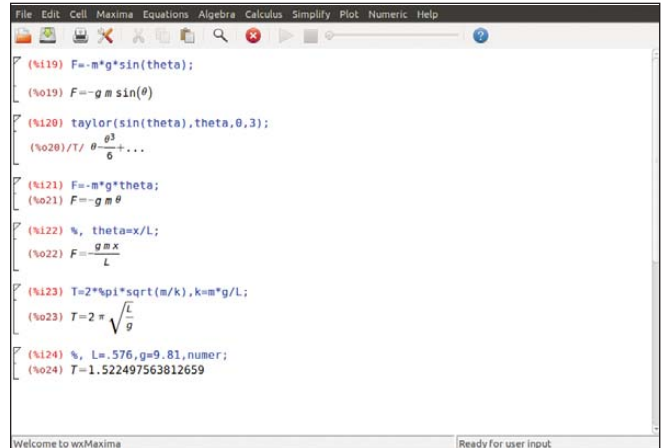 File Edit Cell Maxima Equations Algebra Calculus Simplify Plot Numeric Help
(%i19) F=-m*g*sin(theta);
(%o19) F=-g m sin(θ)
(%i20) taylor(sin(theta),theta,0,3);
(%o20)/T/ θ-θ³/6+...
(%i21) F=-m*g*theta;
(%o21) F=-g m θ
(%i22) %, theta=x/L;
(%o22) F=-g m x/L
(%i23) T=2*%pi*sqrt(m/k),k=m*g/L;
(%o23) T=2 π √(L/g)
(%i24) %, L=.576,g=9.81,numer;
(%o24) T=1.522497563812659
Welcome to wxMaxima Ready for user input